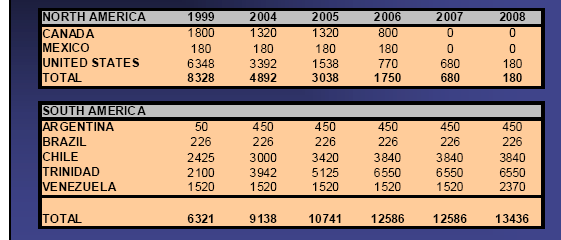 NORTH AMERICA 1999 2004 2005 2006 2007 2008
CANADA 1800 1320 1320 800 0 0
MEXICO 180 180 180 180 0 0
UNITED STATES 6348 3392 1538 770 680 180
TOTAL 8328 4892 3038 1750 680 180
SOUTH AMERICA
ARGENTINA 50 450 450 450 450 450
BRAZIL 226 226 226 226 226 226
CHILE 2425 3000 3420 3840 3840 3840
TRINIDAD 2100 3942 5125 6550 6550 6550
VENEZUELA 1520 1520 1520 1520 1520 2370
TOTAL 6321 9138 10741 12586 12586 13436